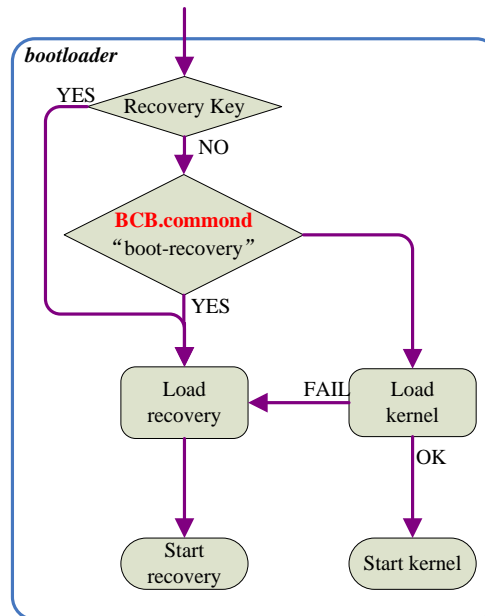 bootloader
YES
Recovery Key
NO
BCB.commond
“boot-recovery”
YES
Load
recovery
FAIL
Load
kernel
OK
Start
recovery
Start kernel